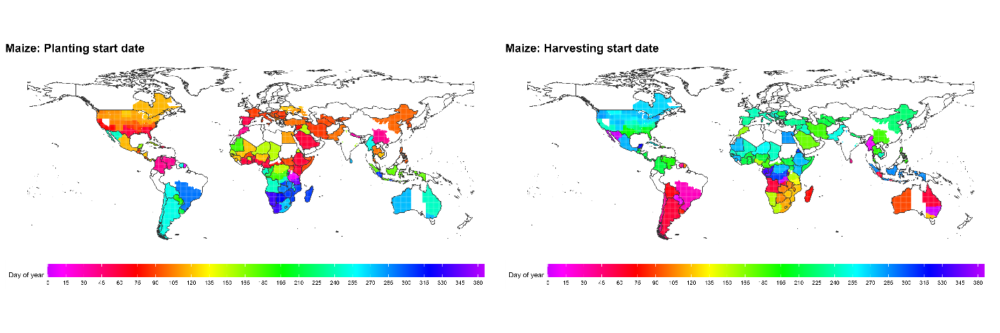 Maize: Planting start date
Maize: Harvesting start date
Day of year
0 15 30 45 60 75 90 105 120 135 150 165 180 195 210 225 240 255 270 285 300 315 330 345 360
Day of year
0 15 30 45 60 75 90 105 120 135 150 165 180 195 210 225 240 255 270 285 300 315 330 345 360